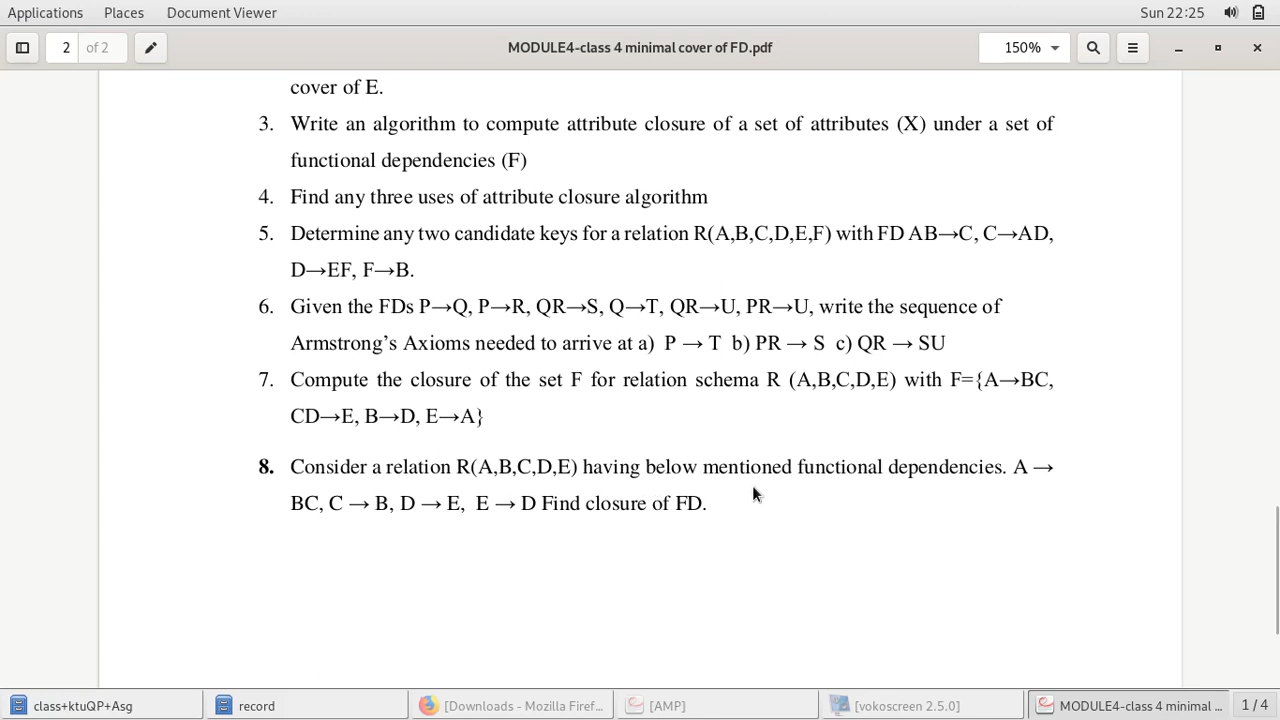 Applications Places Document Viewer Sun 22:25
2 of 2 MODULE4-class 4 minimal cover of FD.pdf 150%
cover of E.
3. Write an algorithm to compute attribute closure of a set of attributes (X) under a set of
functional dependencies (F)
4. Find any three uses of attribute closure algorithm
5. Determine any two candidate keys for a relation R(A,B,C,D,E,F) with FD AB→C, C→AD,
D→EF, F→B.
6. Given the FDs P→Q, P→R, QR→S, Q→T, QR→U, PR→U, write the sequence of
Armstrong’s Axioms needed to arrive at a) P → T b) PR → S c) QR → SU
7. Compute the closure of the set F for relation schema R (A,B,C,D,E) with F={A→BC,
CD→E, B→D, E→A}
8. Consider a relation R(A,B,C,D,E) having below mentioned functional dependencies. A →
BC, C → B, D → E, E → D Find closure of FD.
class+ktuQP+Asg record [Downloads - Mozilla Firef... [AMP] [vokoscreen 2.5.0] MODULE4-class 4 minimal ... 1 / 4